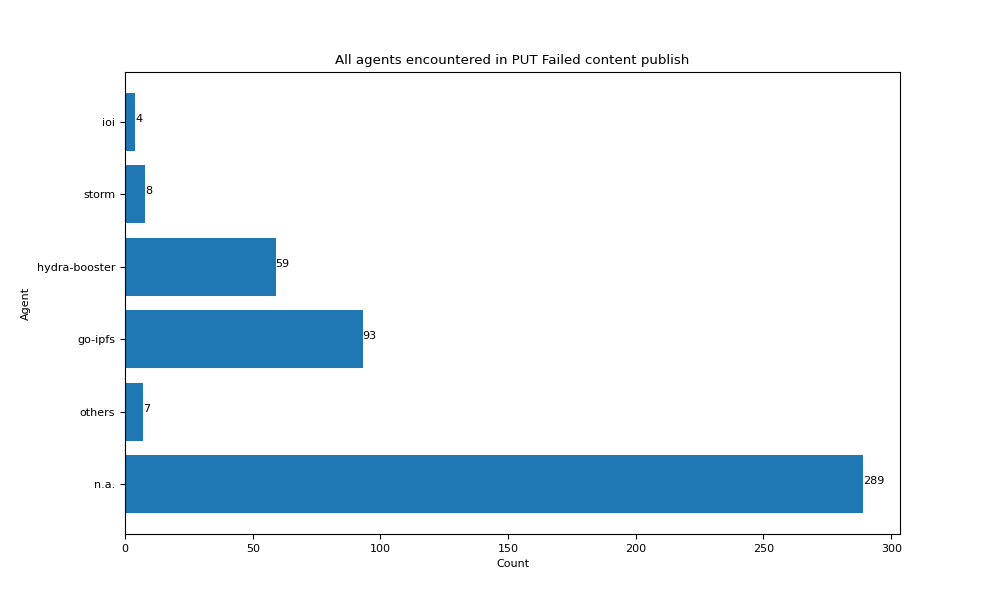 All agents encountered in PUT Failed content publish
ioi
4
storm
8
hydra-booster
59
go-ipfs
93
others
7
n.a.
289
Agent
0 50 100 150 200 250 300
Count